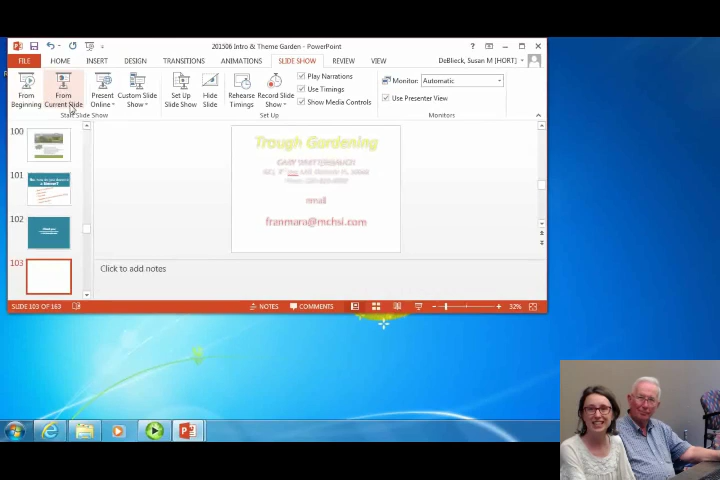 201506 Intro & Theme Garden - PowerPoint
FILE HOME INSERT DESIGN TRANSITIONS ANIMATIONS SLIDE SHOW REVIEW VIEW DeBlieck, Susan M [HORT]
From Beginning
From Current Slide
Present Online
Custom Slide Show
Set Up Slide Show
Hide Slide
Rehearse Timings
Record Slide Show
Play Narrations
Use Timings
Show Media Controls
Monitor: Automatic
Use Presenter View
Start Slide Show
Set Up
Monitors
100
101
102
103
Trough Gardening
franmara@mchsi.com
Click to add notes
SLIDE 103 OF 163 NOTES COMMENTS 32%